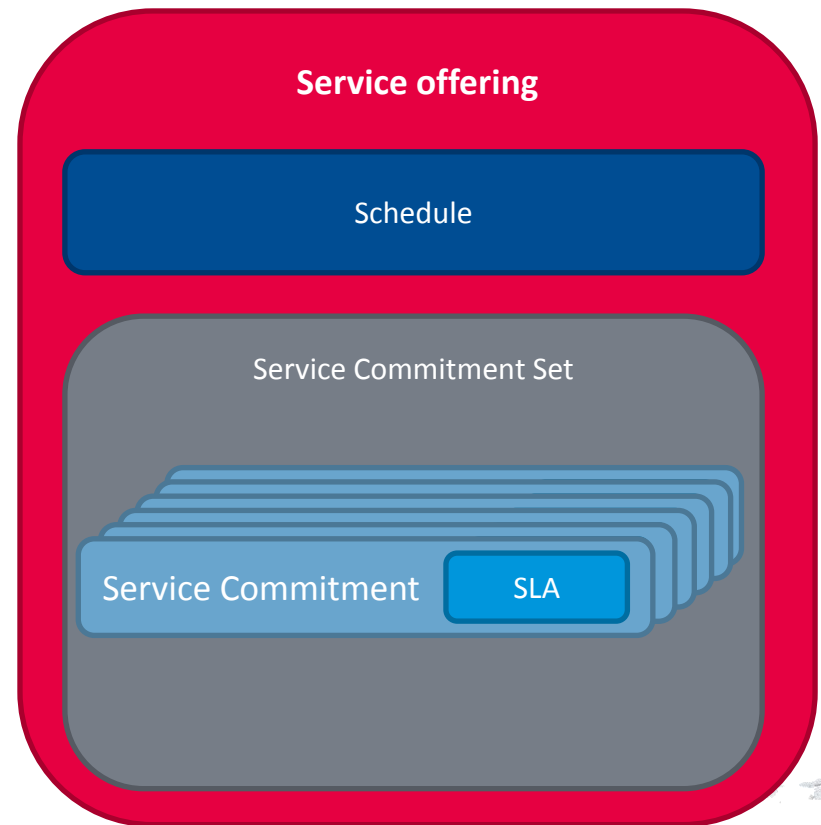 Service offering
Schedule
Service Commitment Set
Service Commitment
SLA